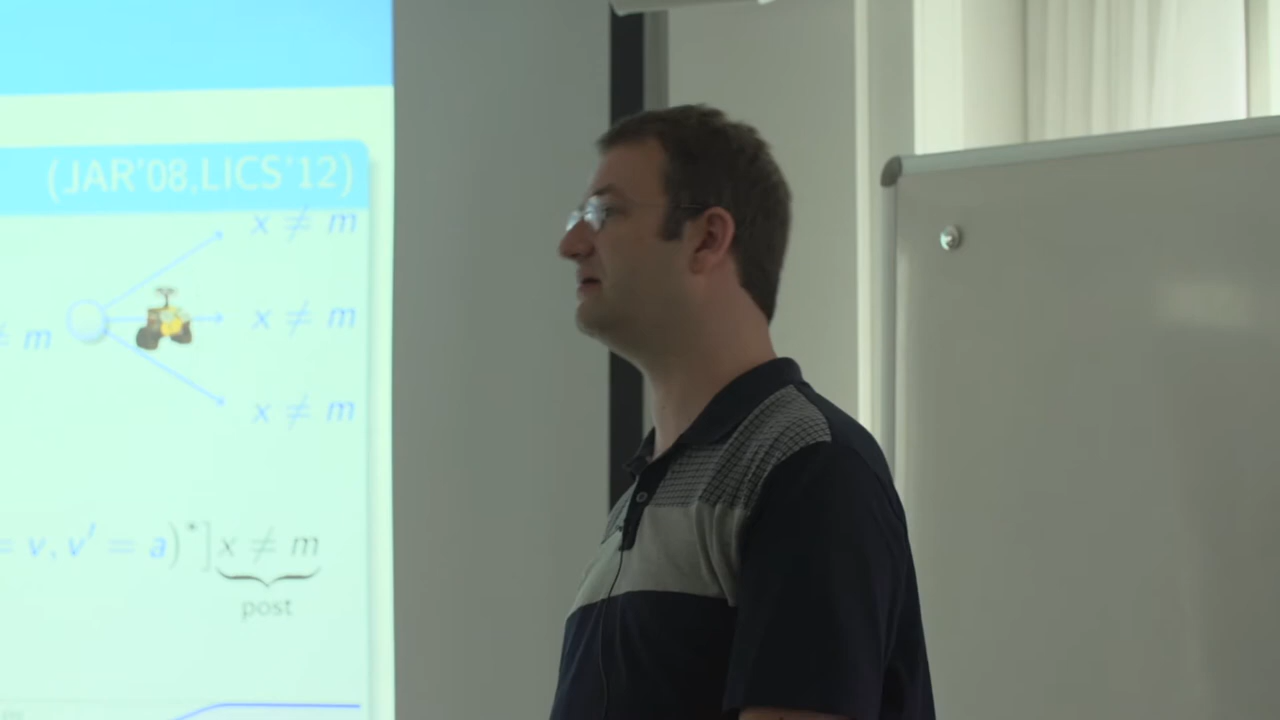 (JAR'08,LICS'12)
x ≠ m
x ≠ m
≠ m
x ≠ m
= v, v′ = a)*] x ≠ m
post